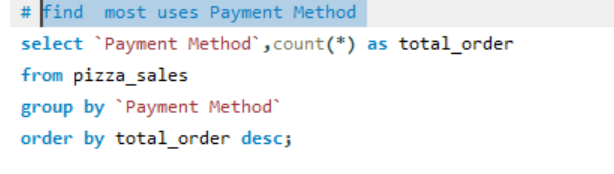 # find  most uses Payment Method
select `Payment Method`,count(*) as total_order
from pizza_sales
group by `Payment Method`
order by total_order desc;